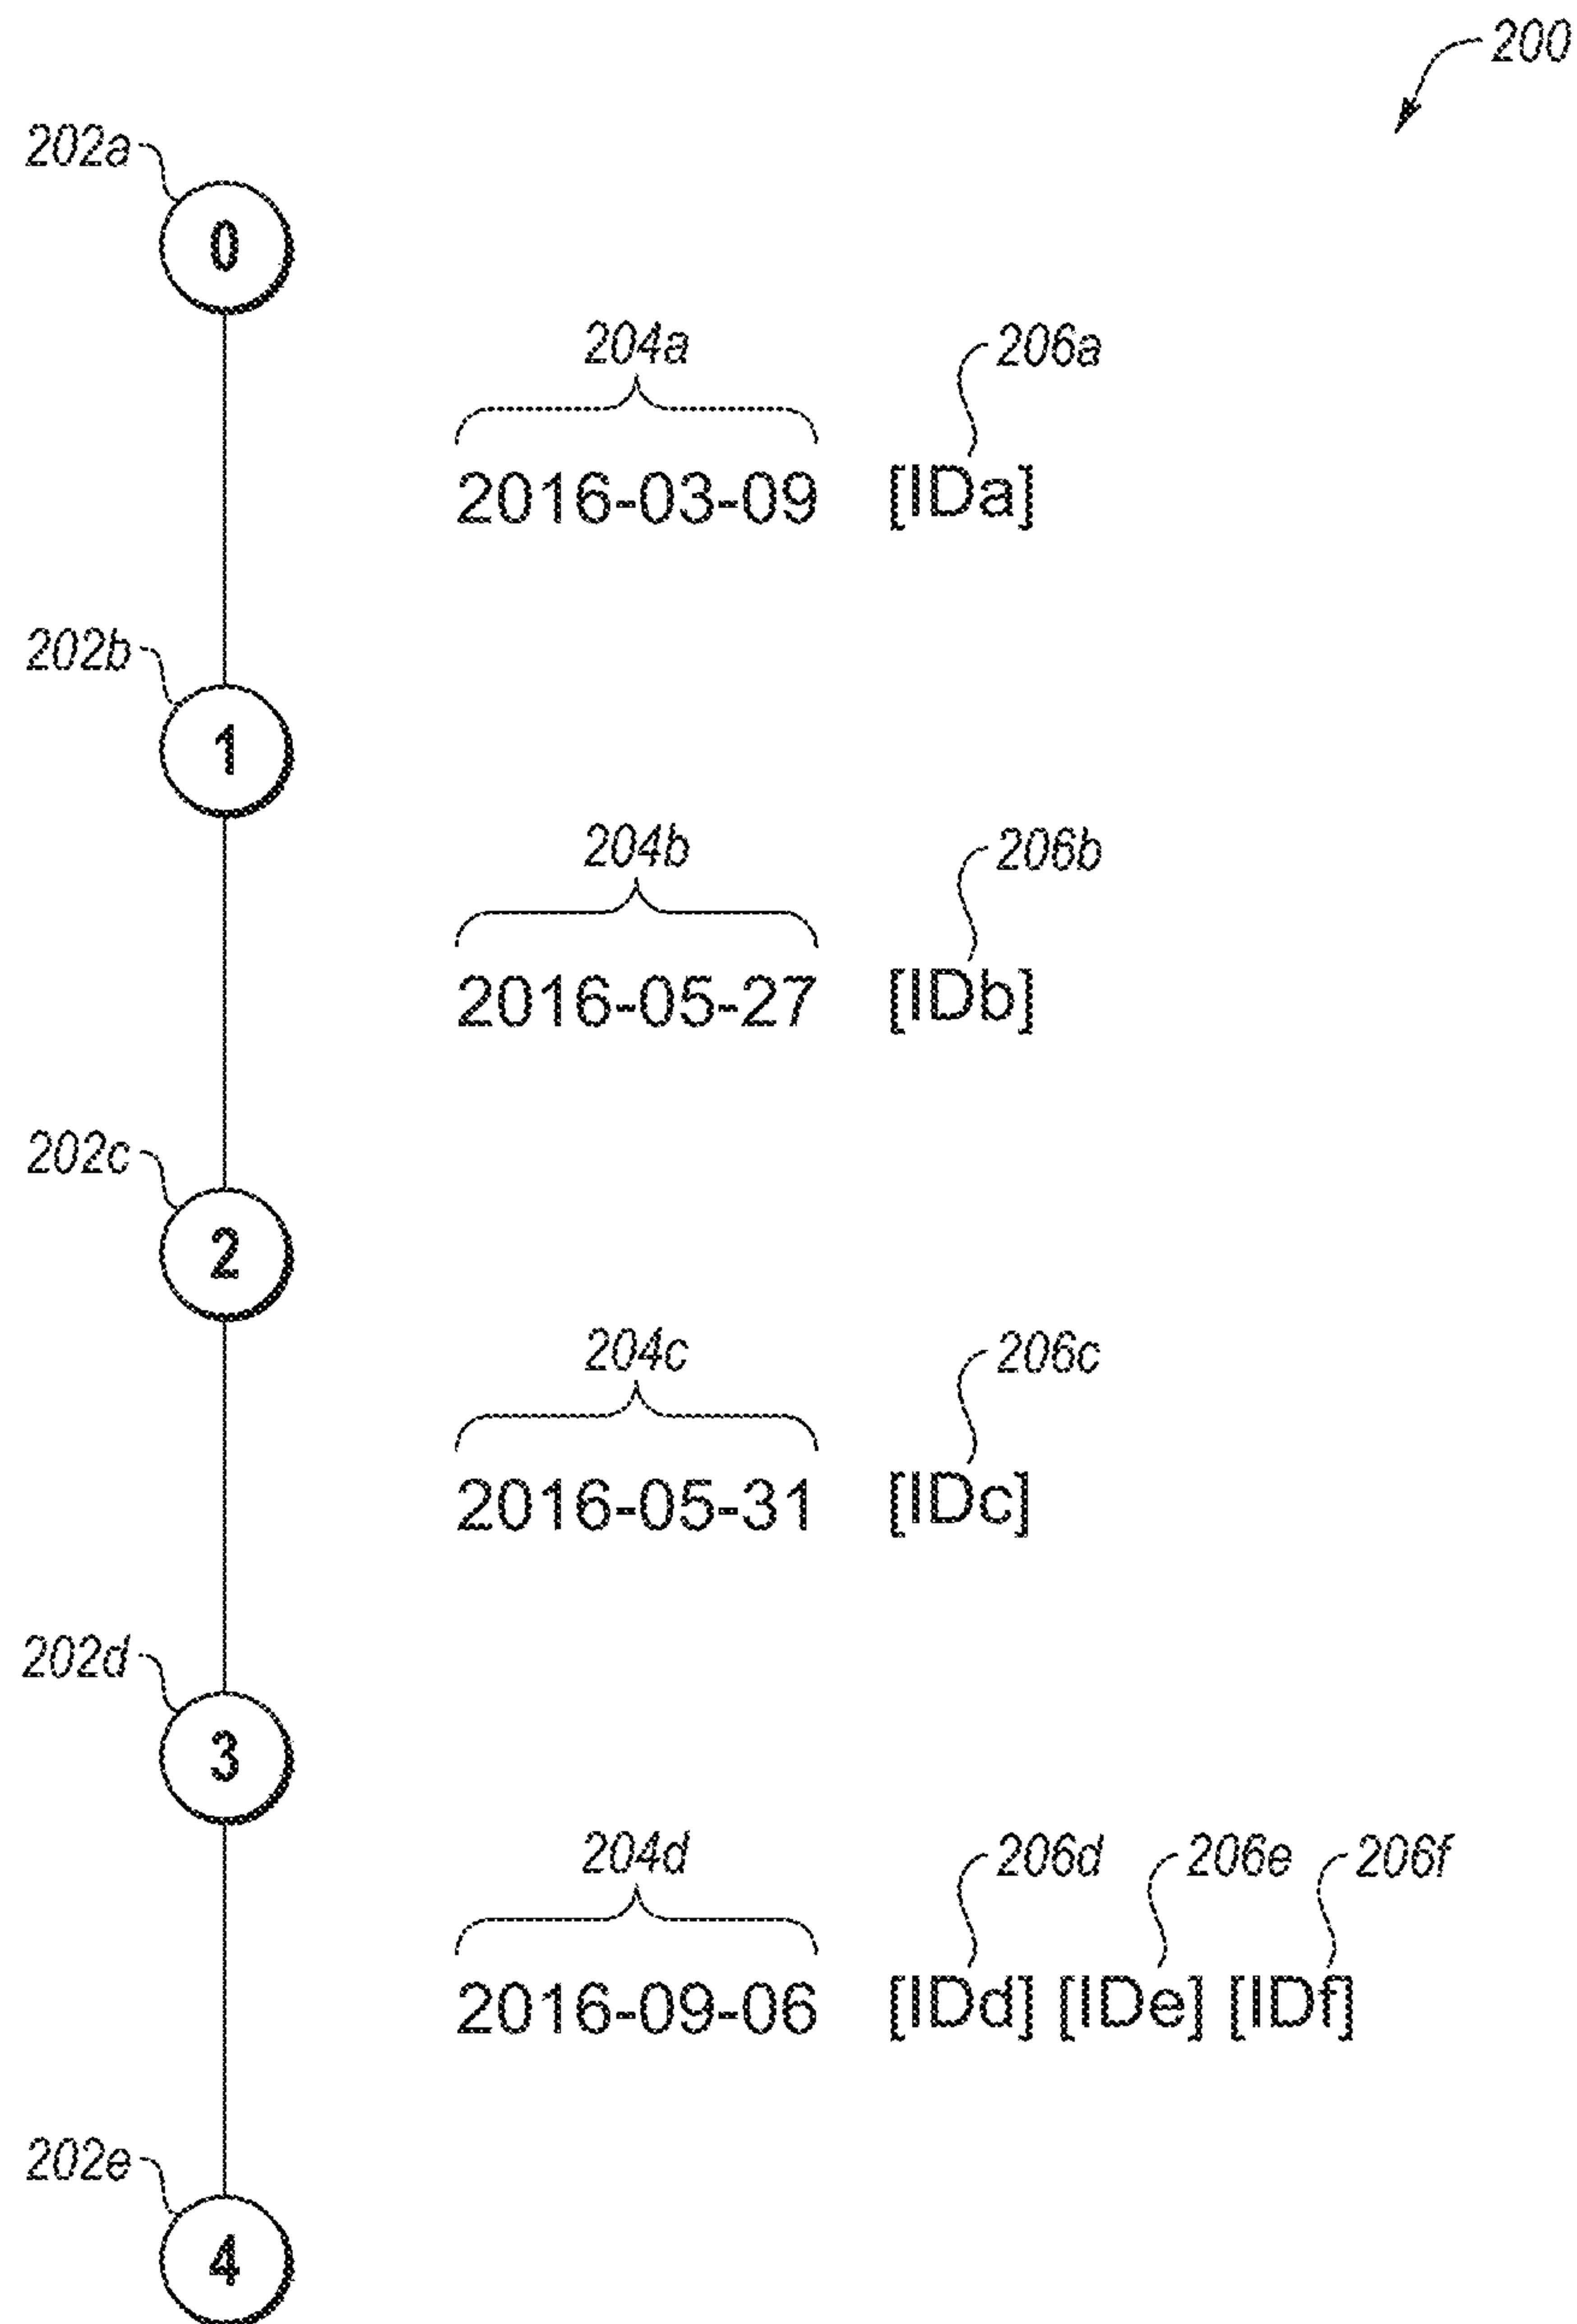 200
202a
0
204a 206a
2016-03-09 [IDa]
202b
1
204b 206b
2016-05-27 [IDb]
202c
2
204c 206c
2016-05-31 [IDc]
202d
3
204d 206d 206e 206f
2016-09-06 [IDd] [IDe] [IDf]
202e
4